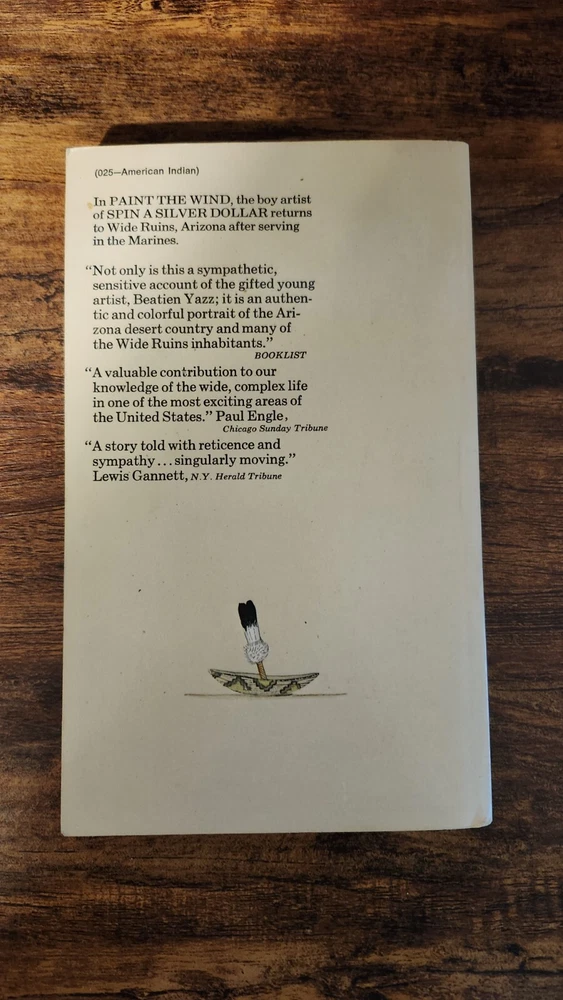 (025—American Indian)
In PAINT THE WIND, the boy artist
of SPIN A SILVER DOLLAR returns
to Wide Ruins, Arizona after serving
in the Marines.
“Not only is this a sympathetic,
sensitive account of the gifted young
artist, Beatien Yazz; it is an authen-
tic and colorful portrait of the Ari-
zona desert country and many of
the Wide Ruins inhabitants.”
BOOKLIST
“A valuable contribution to our
knowledge of the wide, complex life
in one of the most exciting areas of
the United States.” Paul Engle,
Chicago Sunday Tribune
“A story told with reticence and
sympathy...singularly moving.”
Lewis Gannett, N.Y. Herald Tribune